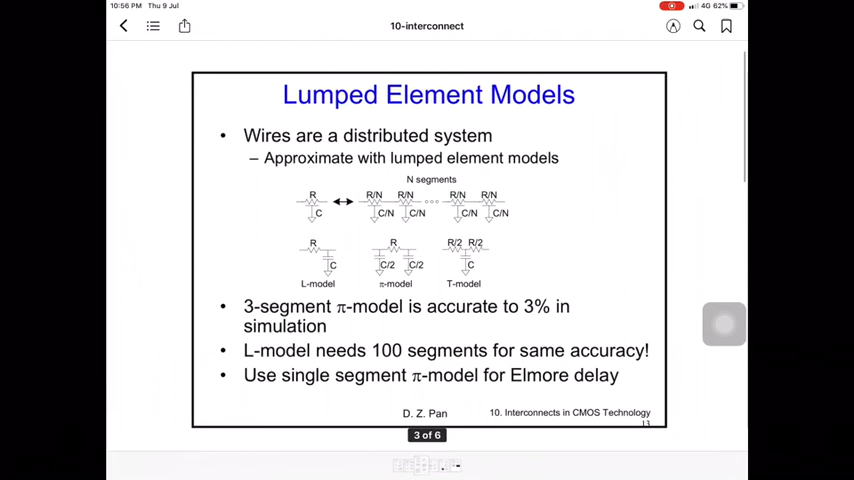 10:56 PM Thu 9 Jul
4G 62%
10-interconnect
Lumped Element Models
• Wires are a distributed system
– Approximate with lumped element models
N segments
R R/N R/N R/N R/N
C C/N C/N C/N C/N
R R R/2 R/2
C C/2 C/2 C
L-model π-model T-model
• 3-segment π-model is accurate to 3% in
simulation
• L-model needs 100 segments for same accuracy!
• Use single segment π-model for Elmore delay
D. Z. Pan 10. Interconnects in CMOS Technology
13
3 of 6